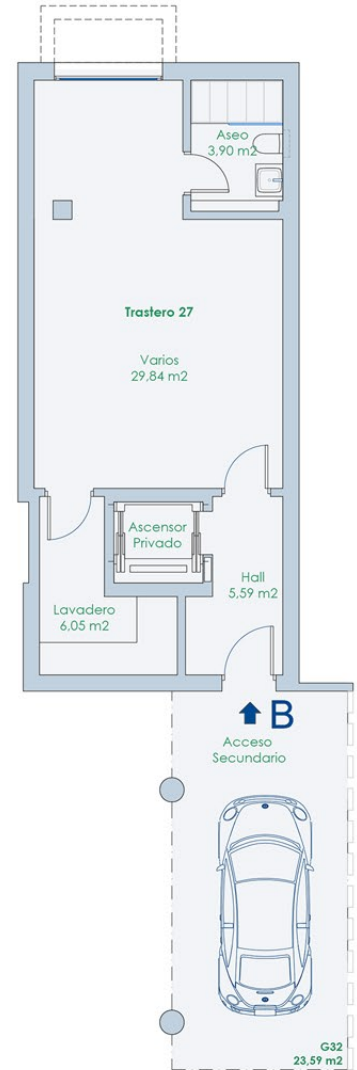 Aseo
3,90 m2
Trastero 27
Varios
29,84 m2
Ascensor
Privado
Hall
5,59 m2
Lavadero
6,05 m2
B
Acceso
Secundario
G32
23,59 m2